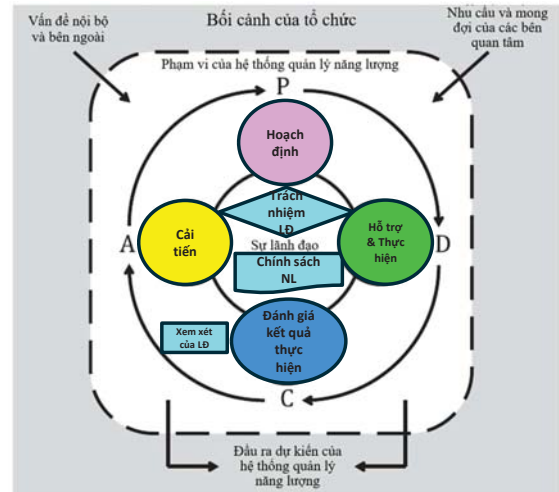 Vấn đề nội bộ
và bên ngoài
Bối cảnh của tổ chức
Nhu cầu và mong
đợi của các bên
quan tâm
Phạm vi của hệ thống quản lý năng lượng
P
Hoạch
định
Trách
nhiệm
LĐ
A
Cải
tiến
Sự lãnh đạo
Hỗ trợ
& Thực
hiện
D
Chính sách
NL
Xem xét
của LĐ
Đánh giá
kết quả
thực
hiện
C
Đầu ra dự kiến của
hệ thống quản lý
năng lượng